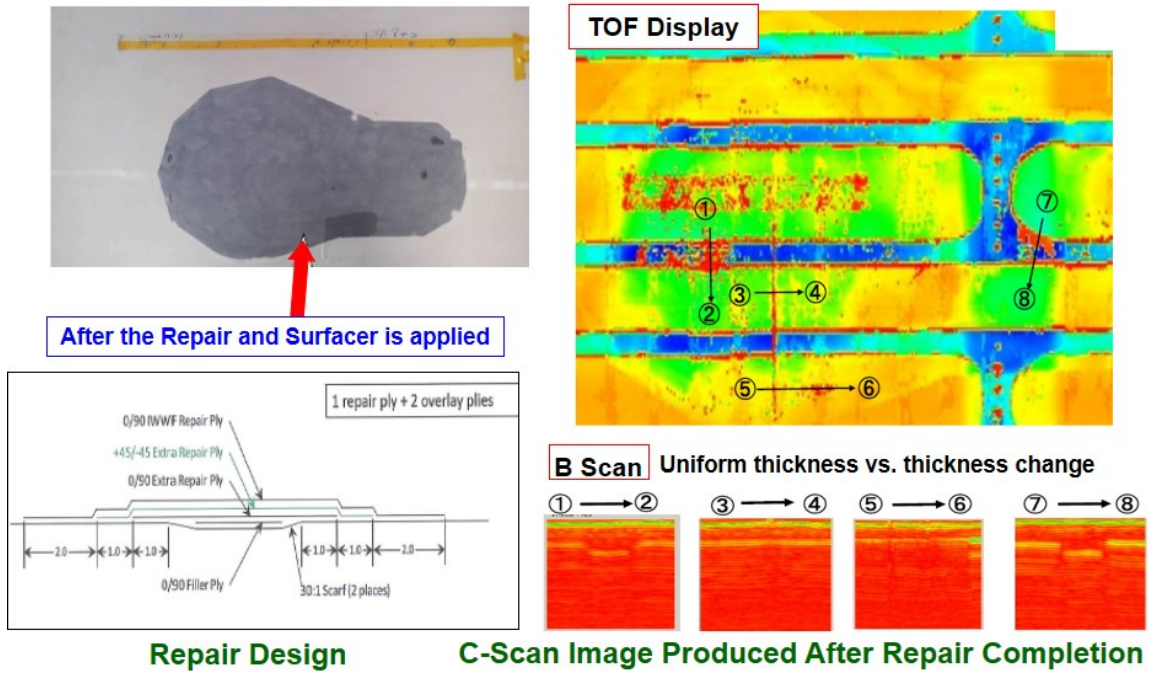 TOF Display
①
②
③
④
⑤
⑥
⑦
⑧
After the Repair and Surfacer is applied
1 repair ply + 2 overlay plies
0/90 IWWF Repair Ply
+45/-45 Extra Repair Ply
0/90 Extra Repair Ply
2.0
1.0
1.0
1.0
1.0
2.0
0/90 Filler Ply
30:1 Scarf (2 places)
Repair Design
B Scan Uniform thickness vs. thickness change
① ② ③ ④ ⑤ ⑥ ⑦ ⑧
C-Scan Image Produced After Repair Completion